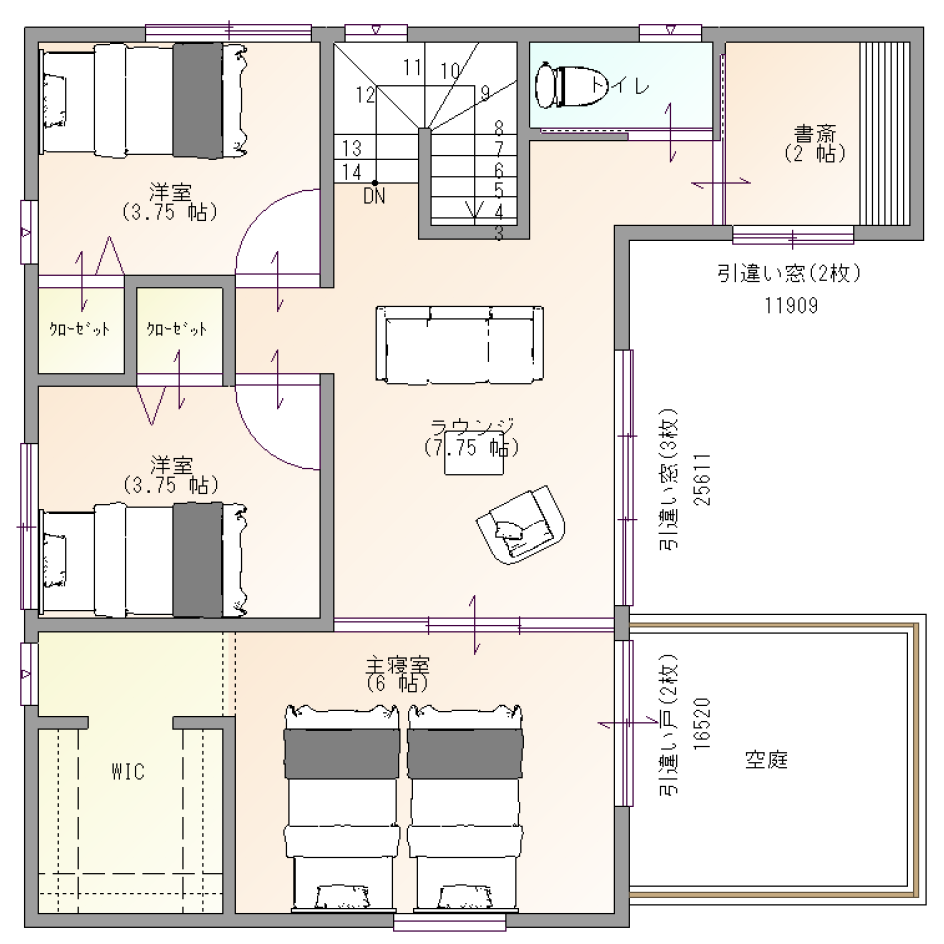 11
10
12
9
8
7
6
5
4
3
13
14
DN
トイレ
書斎
(2 帖)
洋室
(3.75 帖)
引違い窓(2枚)
11909
クローゼット
クローゼット
ラウンジ
(7.75 帖)
引違い窓(3枚)
25611
洋室
(3.75 帖)
主寝室
(6 帖)
引違い戸(2枚)
16520
WIC
空庭